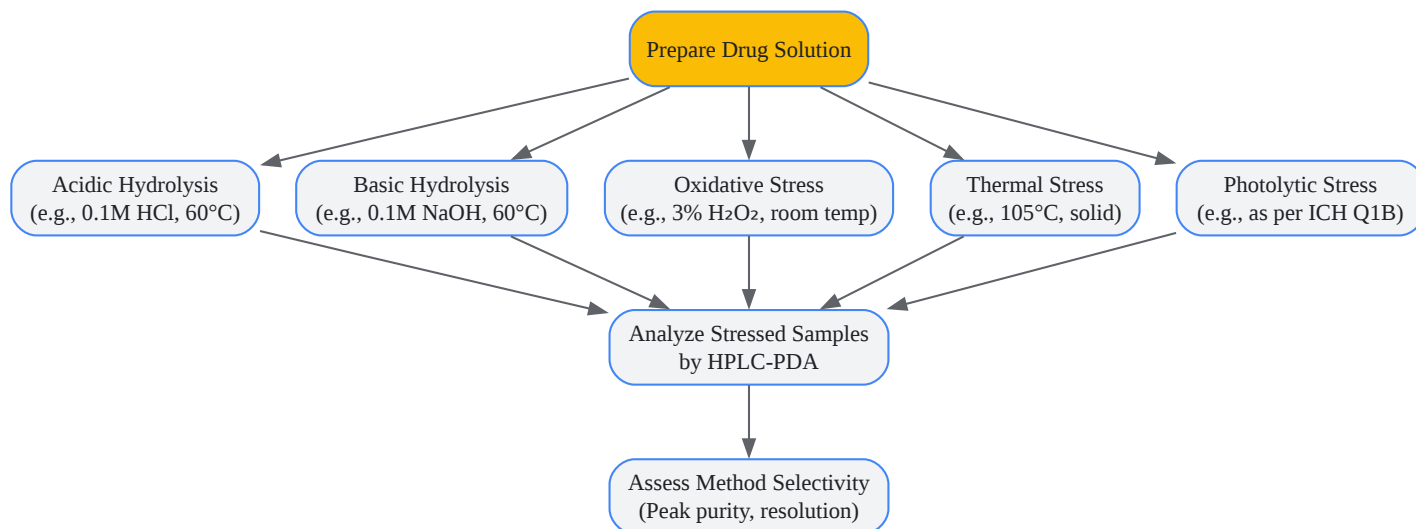 Prepare Drug Solution
Acidic Hydrolysis
(e.g., 0.1M HCl, 60°C)
Basic Hydrolysis
(e.g., 0.1M NaOH, 60°C)
Oxidative Stress
(e.g., 3% H₂O₂, room temp)
Thermal Stress
(e.g., 105°C, solid)
Photolytic Stress
(e.g., as per ICH Q1B)
Analyze Stressed Samples
by HPLC-PDA
Assess Method Selectivity
(Peak purity, resolution)